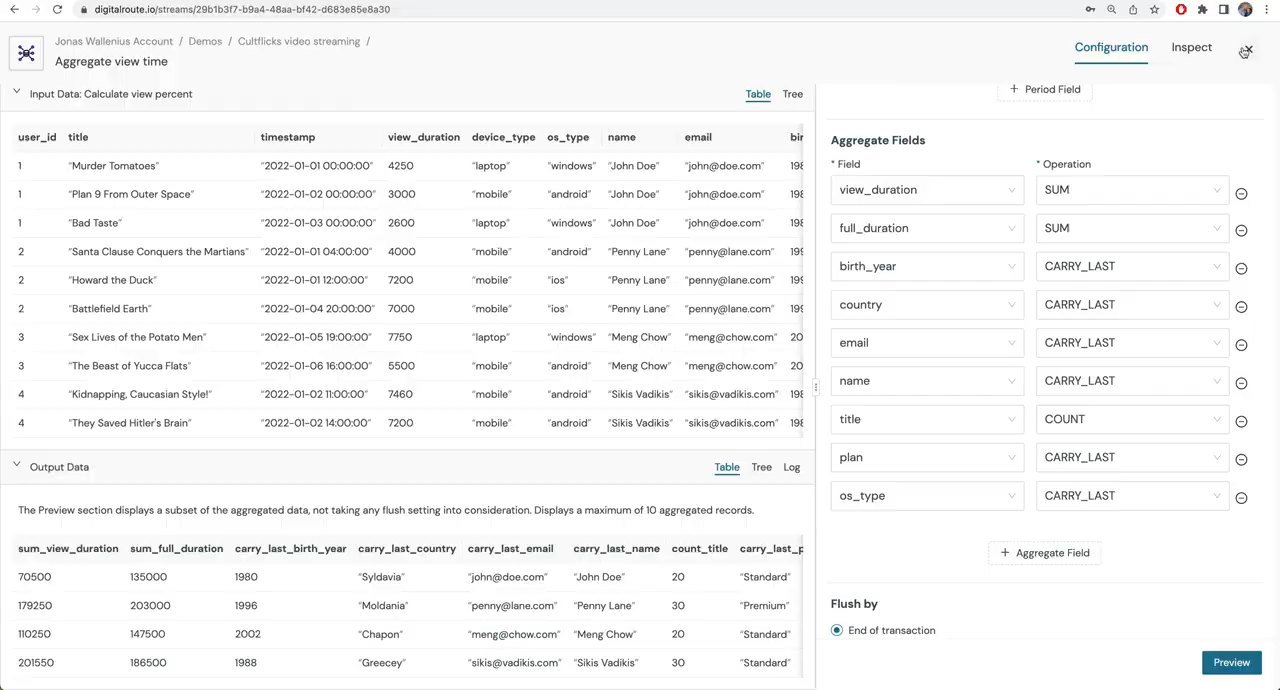 digitalroute.io/streams/29b1b3f7-b9a4-48aa-bf42-d683e85e8a30
Jonas Wallenius Account / Demos / Cultflicks video streaming /
Aggregate view time
Configuration Inspect
Input Data: Calculate view percent Table Tree
user_id title timestamp view_duration device_type os_type name email bir
1 "Murder Tomatoes" "2022-01-01 00:00:00" 4250 "laptop" "windows" "John Doe" "john@doe.com" 198
1 "Plan 9 From Outer Space" "2022-01-02 00:00:00" 3000 "mobile" "android" "John Doe" "john@doe.com" 198
1 "Bad Taste" "2022-01-03 00:00:00" 2600 "laptop" "windows" "John Doe" "john@doe.com" 198
2 "Santa Clause Conquers the Martians" "2022-01-01 04:00:00" 4000 "mobile" "android" "Penny Lane" "penny@lane.com" 199
2 "Howard the Duck" "2022-01-01 12:00:00" 7200 "mobile" "ios" "Penny Lane" "penny@lane.com" 199
2 "Battlefield Earth" "2022-01-04 20:00:00" 7000 "mobile" "ios" "Penny Lane" "penny@lane.com" 199
3 "Sex Lives of the Potato Men" "2022-01-05 19:00:00" 7750 "laptop" "windows" "Meng Chow" "meng@chow.com" 20
3 "The Beast of Yucca Flats" "2022-01-06 16:00:00" 5500 "mobile" "android" "Meng Chow" "meng@chow.com" 20
4 "Kidnapping, Caucasian Style!" "2022-01-02 11:00:00" 7460 "mobile" "android" "Sikis Vadikis" "sikis@vadikis.com" 198
4 "They Saved Hitler's Brain" "2022-01-02 14:00:00" 7200 "mobile" "android" "Sikis Vadikis" "sikis@vadikis.com" 198
Output Data Table Tree Log
The Preview section displays a subset of the aggregated data, not taking any flush setting into consideration. Displays a maximum of 10 aggregated records.
sum_view_duration sum_full_duration carry_last_birth_year carry_last_country carry_last_email carry_last_name count_title carry_last_p
70500 135000 1980 "Syldavia" "john@doe.com" "John Doe" 20 "Standard"
179250 203000 1996 "Moldania" "penny@lane.com" "Penny Lane" 30 "Premium"
110250 147500 2002 "Chapon" "meng@chow.com" "Meng Chow" 20 "Standard"
201550 186500 1988 "Greecey" "sikis@vadikis.com" "Sikis Vadikis" 30 "Standard"
+ Period Field
Aggregate Fields
* Field * Operation
view_duration SUM
full_duration SUM
birth_year CARRY_LAST
country CARRY_LAST
email CARRY_LAST
name CARRY_LAST
title COUNT
plan CARRY_LAST
os_type CARRY_LAST
+ Aggregate Field
Flush by
End of transaction
Preview